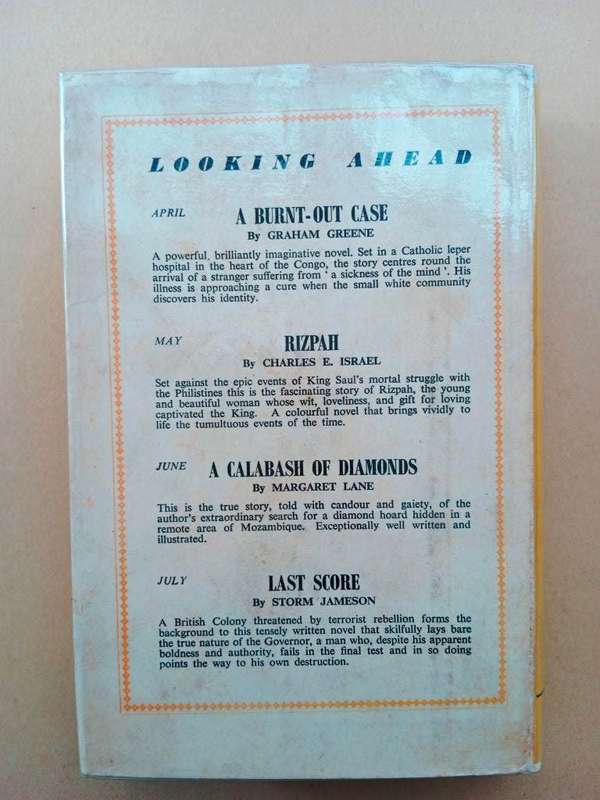 LOOKING AHEAD
APRIL A BURNT-OUT CASE
By GRAHAM GREENE
A powerful, brilliantly imaginative novel. Set in a Catholic leper
hospital in the heart of the Congo, the story centres round the
arrival of a stranger suffering from ' a sickness of the mind '. His
illness is approaching a cure when the small white community
discovers his identity.
MAY RIZPAH
By CHARLES E. ISRAEL
Set against the epic events of King Saul's mortal struggle with
the Philistines this is the fascinating story of Rizpah, the young
and beautiful woman whose wit, loveliness, and gift for loving
captivated the King. A colourful novel that brings vividly to
life the tumultuous events of the time.
JUNE A CALABASH OF DIAMONDS
By MARGARET LANE
This is the true story, told with candour and gaiety, of the
author's extraordinary search for a diamond hoard hidden in a
remote area of Mozambique. Exceptionally well written and
illustrated.
JULY LAST SCORE
By STORM JAMESON
A British Colony threatened by terrorist rebellion forms the
background to this tensely written novel that skilfully lays bare
the true nature of the Governor, a man who, despite his apparent
boldness and authority, fails in the final test and in so doing
points the way to his own destruction.